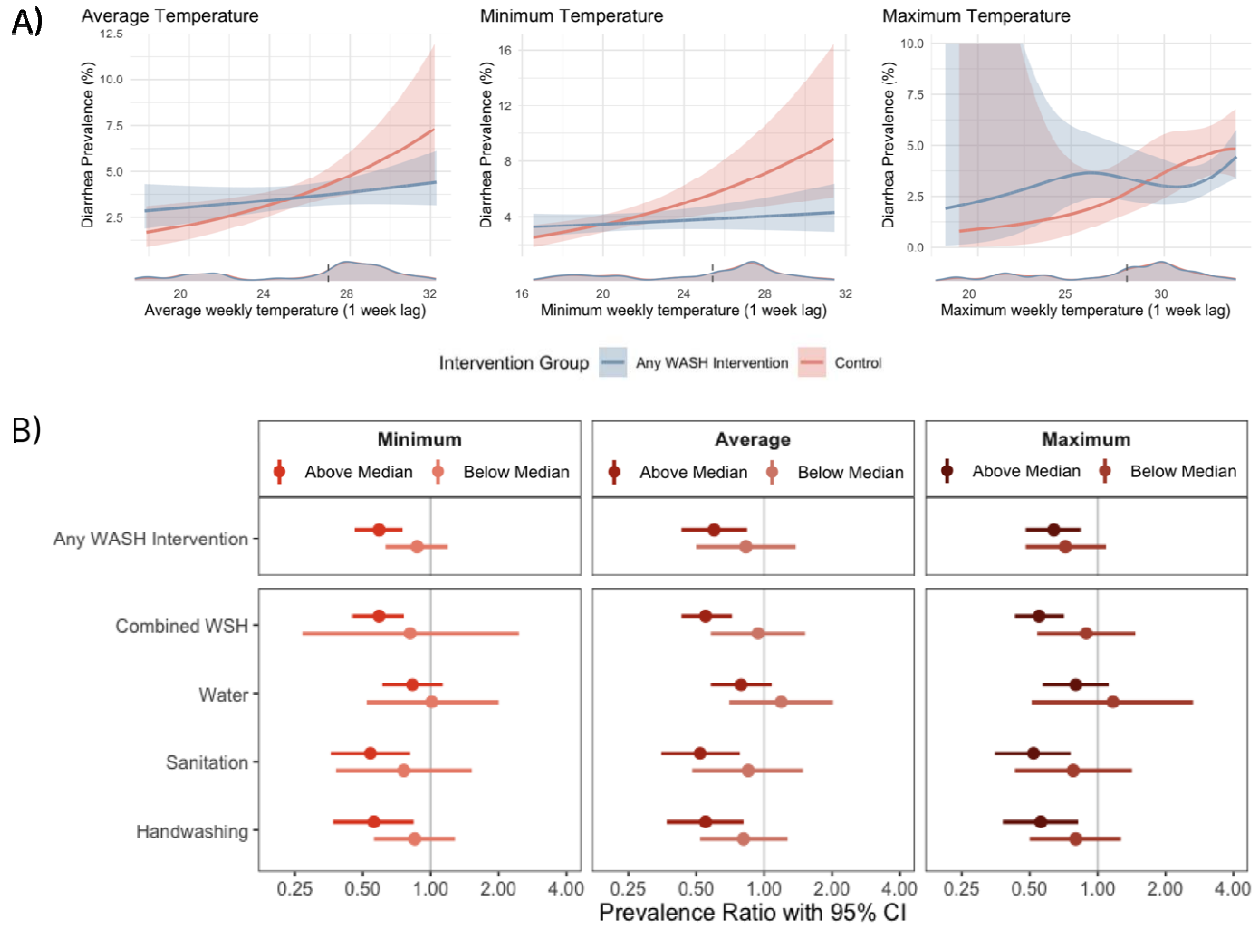 A)
Average Temperature
Minimum Temperature
Maximum Temperature
Diarrhea Prevalence (%)
12.5
10.0
7.5
5.0
2.5
20 24 28 32
Average weekly temperature (1 week lag)
Diarrhea Prevalence (%)
16
12
8
4
16 20 24 28 32
Minimum weekly temperature (1 week lag)
Diarrhea Prevalence (%)
10.0
7.5
5.0
2.5
0.0
20 25 30
Maximum weekly temperature (1 week lag)
Intervention Group Any WASH Intervention Control
B)
Minimum
Above Median Below Median
Average
Above Median Below Median
Maximum
Above Median Below Median
Any WASH Intervention
Combined WSH
Water
Sanitation
Handwashing
0.25 0.50 1.00 2.00 4.00
0.25 0.50 1.00 2.00 4.00
0.25 0.50 1.00 2.00 4.00
Prevalence Ratio with 95% CI